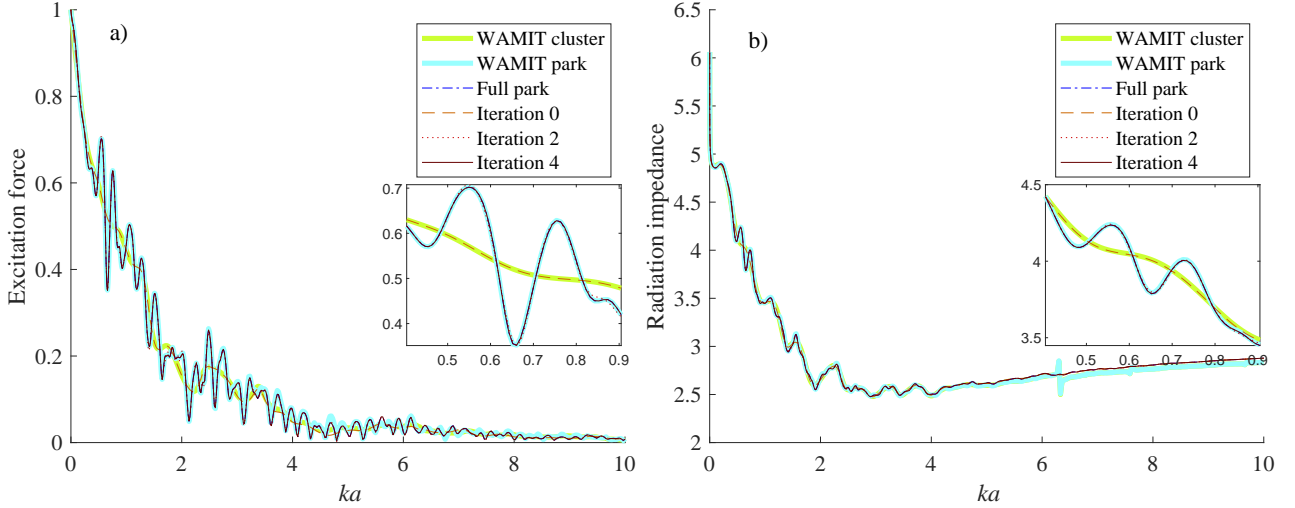 a)
WAMIT cluster
WAMIT park
Full park
Iteration 0
Iteration 2
Iteration 4
1
0.8
0.6
0.4
0.2
0
Excitation force
0.7
0.6
0.5
0.4
0.5 0.6 0.7 0.8 0.9
0 2 4 6 8 10
ka
b)
WAMIT cluster
WAMIT park
Full park
Iteration 0
Iteration 2
Iteration 4
6.5
6
5.5
5
4.5
4
3.5
3
2.5
2
Radiation impedance
4.5
4
3.5
0.5 0.6 0.7 0.8 0.9
0 2 4 6 8 10
ka